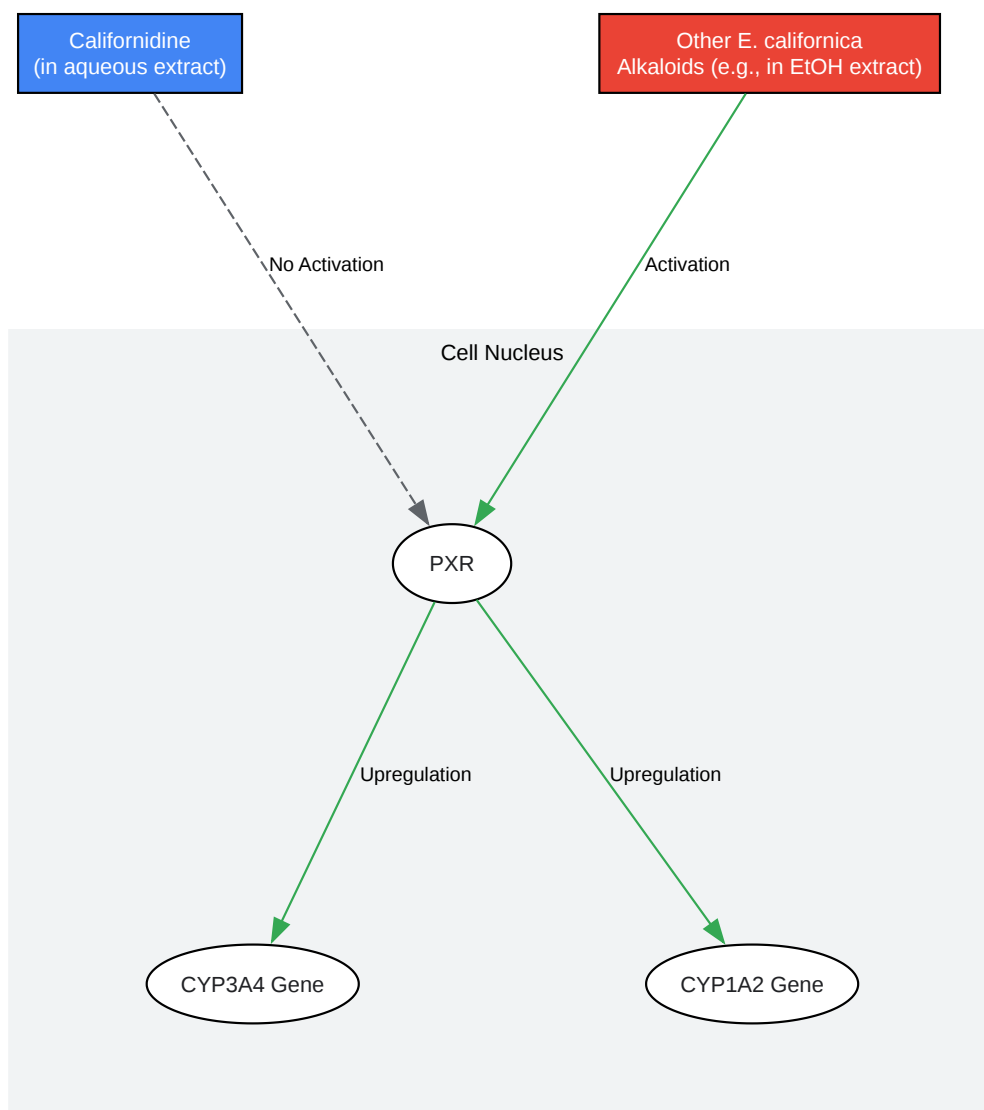 Californidine
(in aqueous extract)
Other E. californica
Alkaloids (e.g., in EtOH extract)
No Activation
Activation
Cell Nucleus
PXR
Upregulation
Upregulation
CYP3A4 Gene
CYP1A2 Gene